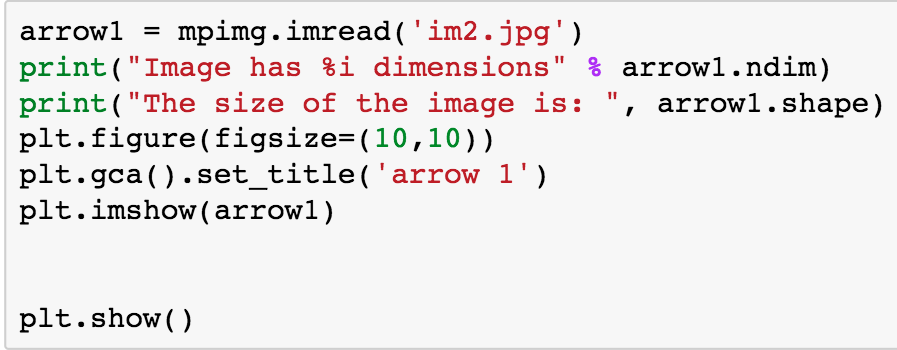 arrow1 = mpimg.imread('im2.jpg')
print("Image has %i dimensions" % arrow1.ndim)
print("The size of the image is: ", arrow1.shape)
plt.figure(figsize=(10,10))
plt.gca().set_title('arrow 1')
plt.imshow(arrow1)
plt.show()